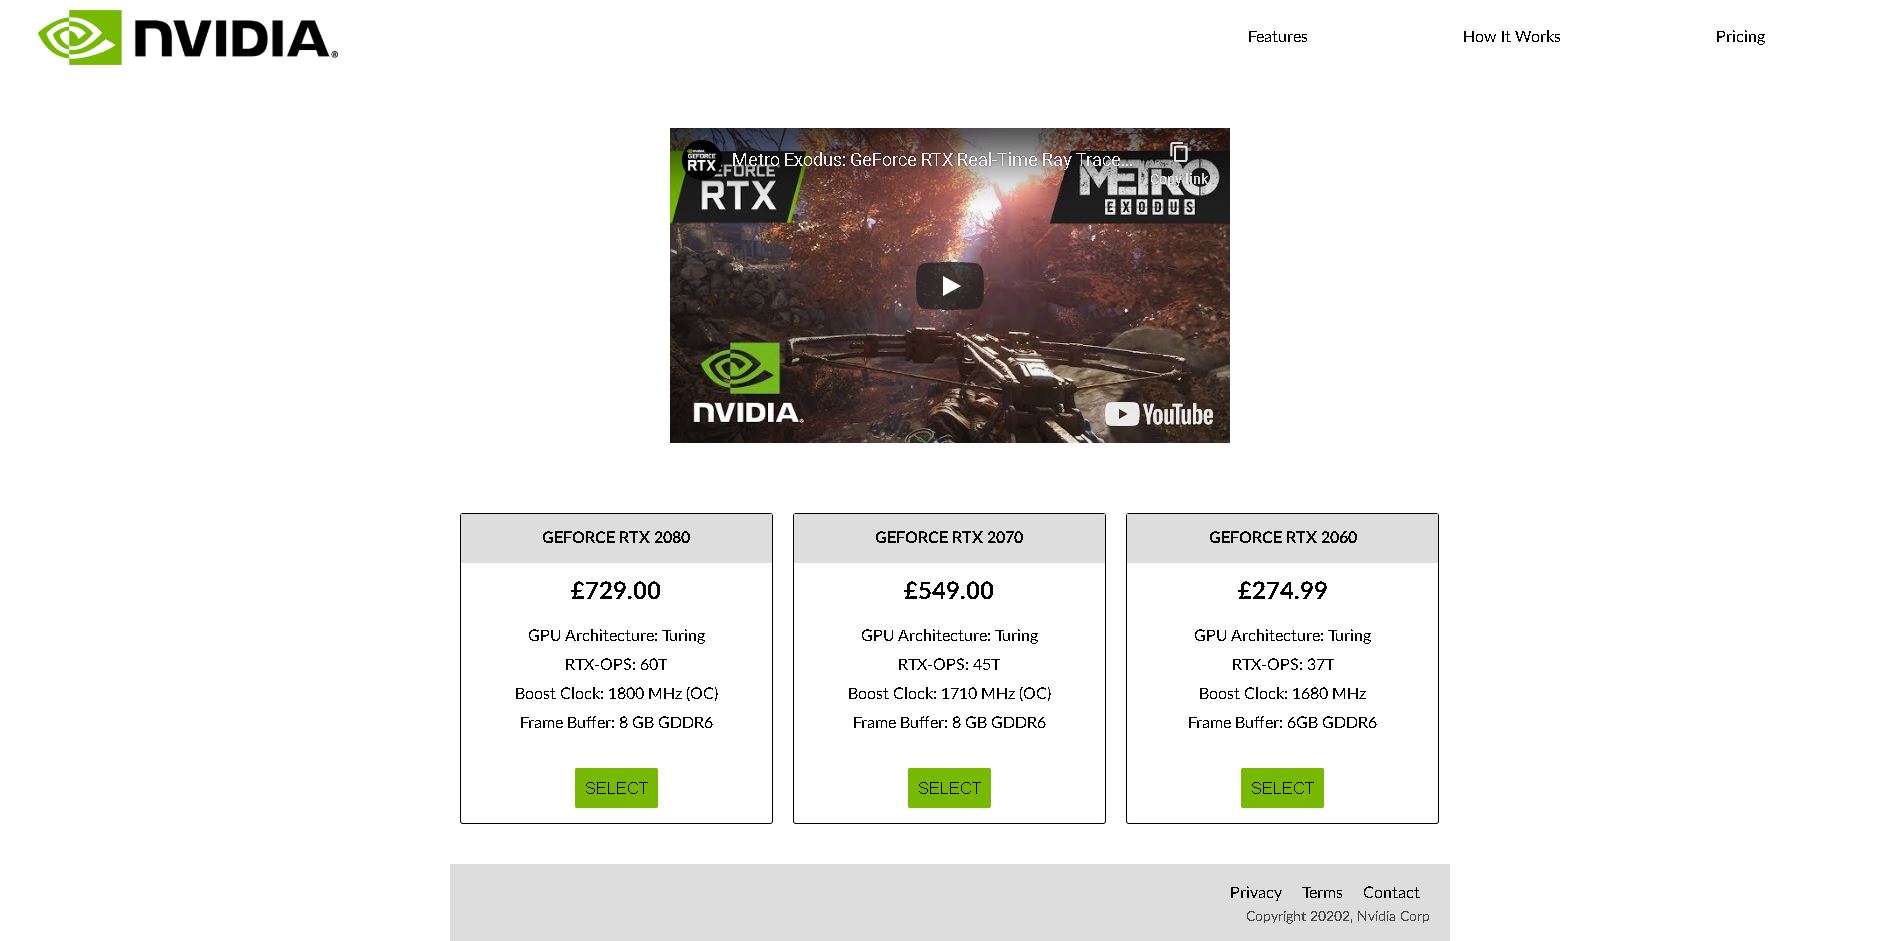 NVIDIA.
Features
How It Works
Pricing
GEFORCE RTX
Metro Exodus: GeForce RTX Real-Time Ray Trace...
Copy link
GEFORCE
RTX
METRO
EXODUS
NVIDIA.
YouTube
GEFORCE RTX 2080
£729.00
GPU Architecture: Turing
RTX-OPS: 60T
Boost Clock: 1800 MHz (OC)
Frame Buffer: 8 GB GDDR6
SELECT
GEFORCE RTX 2070
£549.00
GPU Architecture: Turing
RTX-OPS: 45T
Boost Clock: 1710 MHz (OC)
Frame Buffer: 8 GB GDDR6
SELECT
GEFORCE RTX 2060
£274.99
GPU Architecture: Turing
RTX-OPS: 37T
Boost Clock: 1680 MHz
Frame Buffer: 6GB GDDR6
SELECT
Privacy Terms Contact
Copyright 20202, Nvidia Corp